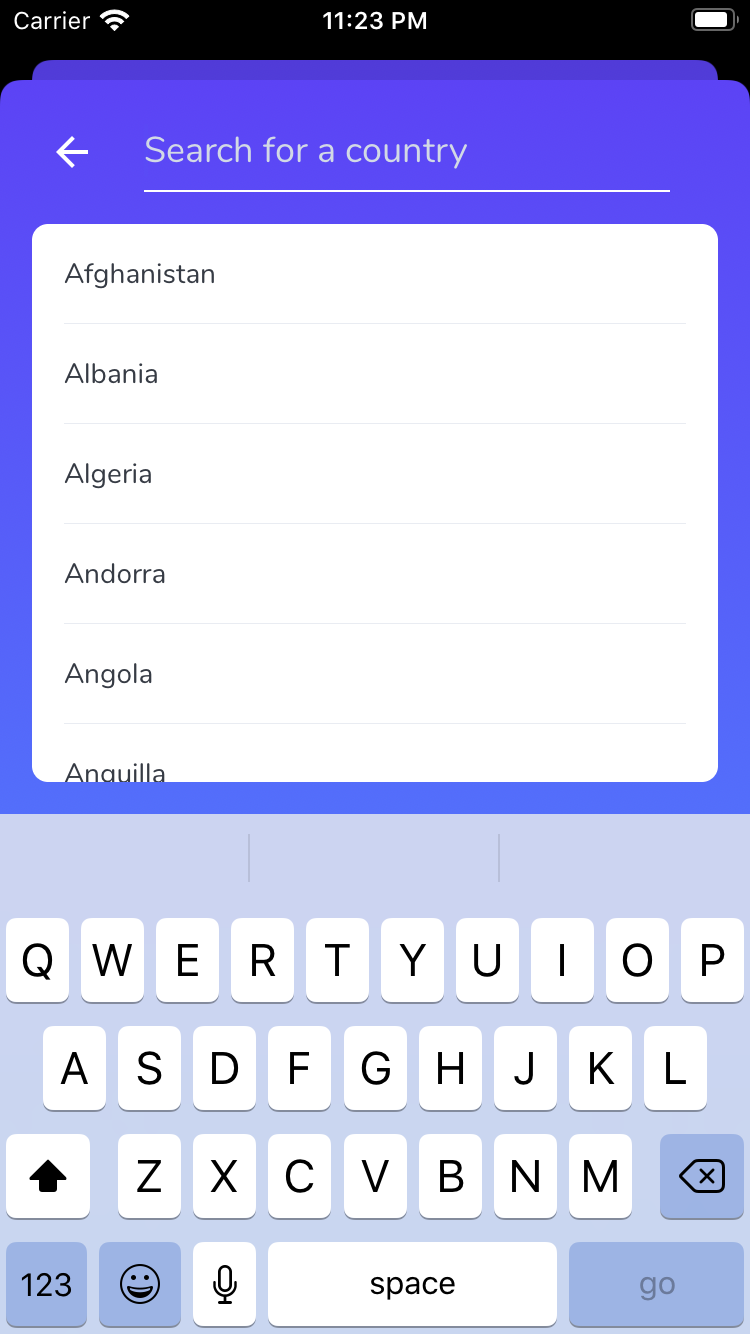 Carrier 11:23 PM
Search for a country
Afghanistan
Albania
Algeria
Andorra
Angola
Anguilla
Q W E R T Y U I O P
A S D F G H J K L
Z X C V B N M
123 space go